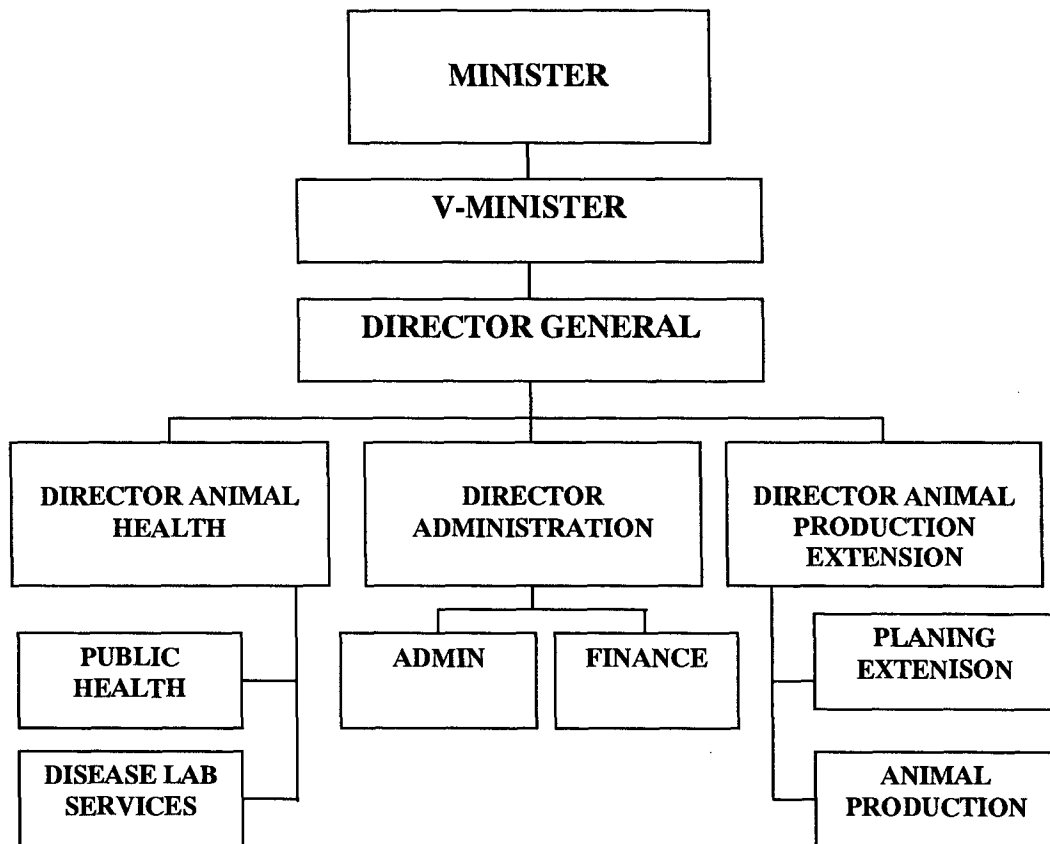 MINISTER
V-MINISTER
DIRECTOR GENERAL
DIRECTOR ANIMAL
HEALTH
DIRECTOR
ADMINISTRATION
DIRECTOR ANIMAL
PRODUCTION
EXTENSION
PUBLIC
HEALTH
ADMIN
FINANCE
PLANING
EXTENISON
DISEASE LAB
SERVICES
ANIMAL
PRODUCTION